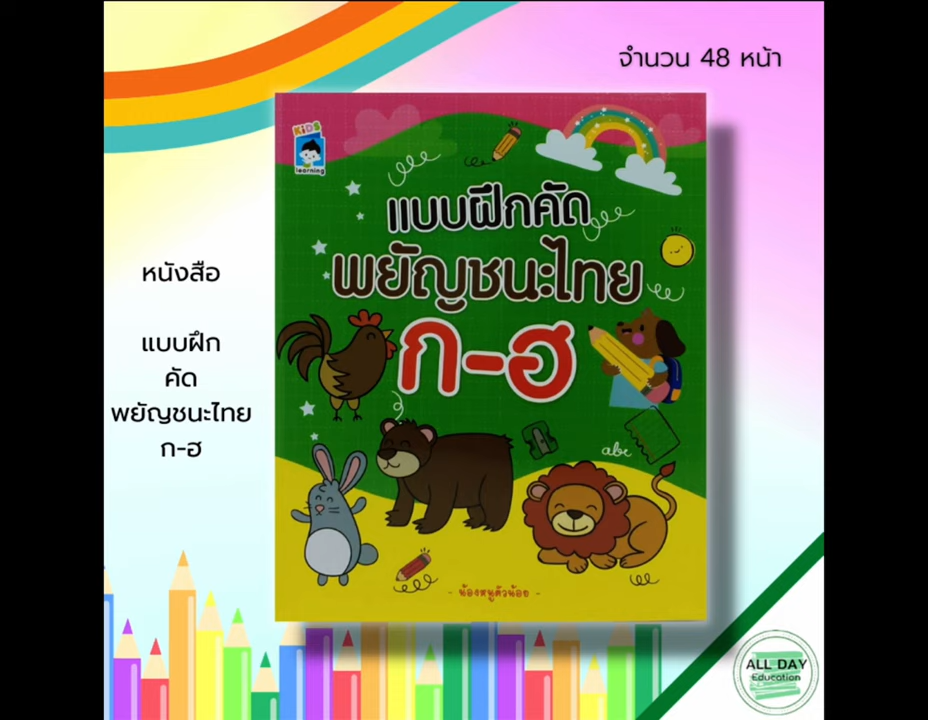 จำนวน 48 หน้า
KiDS
learning
แบบฝึกคัด
พยัญชนะไทย
ก-ฮ
abc
- น้องหนูตัวน้อย -
หนังสือ
แบบฝึก
คัด
พยัญชนะไทย
ก-ฮ
ALL DAY
Education